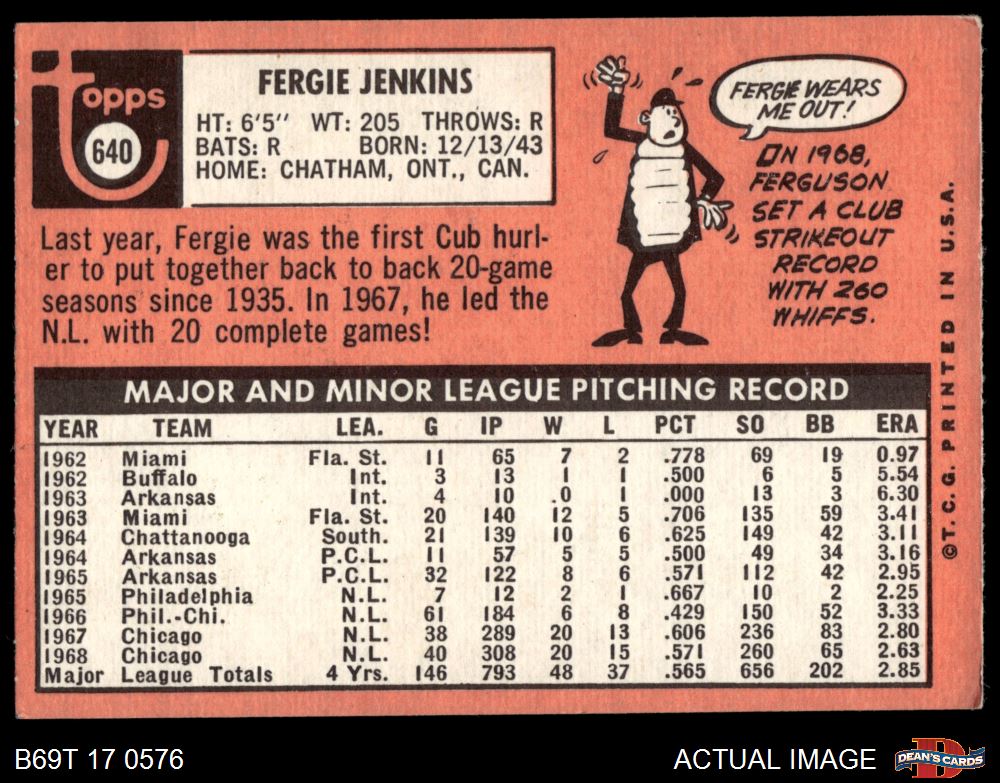 topps
640
FERGIE JENKINS
HT: 6'5" WT: 205 THROWS: R
BATS: R BORN: 12/13/43
HOME: CHATHAM, ONT., CAN.
Last year, Fergie was the first Cub hurl-
er to put together back to back 20-game
seasons since 1935. In 1967, he led the
N.L. with 20 complete games!
FERGIE WEARS
ME OUT!
IN 1968,
FERGUSON
SET A CLUB
STRIKEOUT
RECORD
WITH 260
WHIFFS.
©T.C.G. PRINTED IN U.S.A.
MAJOR AND MINOR LEAGUE PITCHING RECORD
YEAR TEAM LEA. G IP W L PCT SO BB ERA
1962 Miami Fla. St. 11 65 7 2 .778 69 19 0.97
1962 Buffalo Int. 3 13 1 1 .500 6 5 5.54
1963 Arkansas Int. 4 10 0 1 .000 13 3 6.30
1963 Miami Fla. St. 20 140 12 5 .706 135 59 3.41
1964 Chattanooga South. 21 139 10 6 .625 149 42 3.11
1964 Arkansas P.C.L. 11 57 5 5 .500 49 34 3.16
1965 Arkansas P.C.L. 32 122 8 6 .571 112 42 2.95
1965 Philadelphia N.L. 7 12 2 1 .667 10 2 2.25
1966 Phil.-Chi. N.L. 61 184 6 8 .429 150 52 3.33
1967 Chicago N.L. 38 289 20 13 .606 236 83 2.80
1968 Chicago N.L. 40 308 20 15 .571 260 65 2.63
Major League Totals 4 Yrs. 146 793 48 37 .565 656 202 2.85
B69T 17 0576
ACTUAL IMAGE
D
DEAN'S CARDS